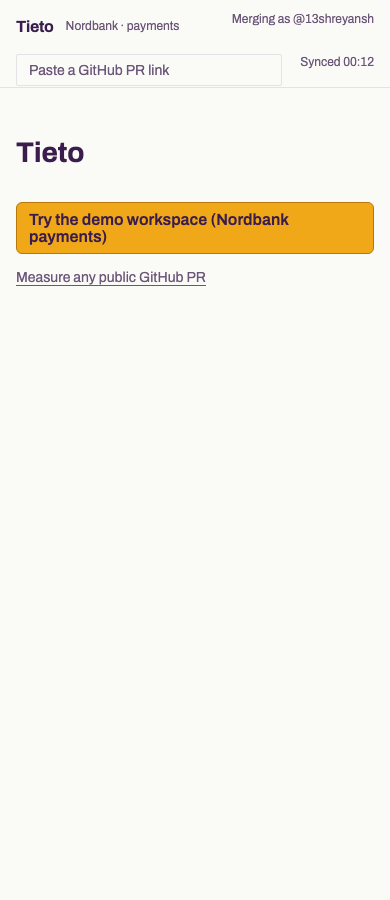 Tieto
Nordbank · payments
Merging as @13shreyansh
Paste a GitHub PR link
Synced 00:12
Tieto
Try the demo workspace (Nordbank
payments)
Measure any public GitHub PR